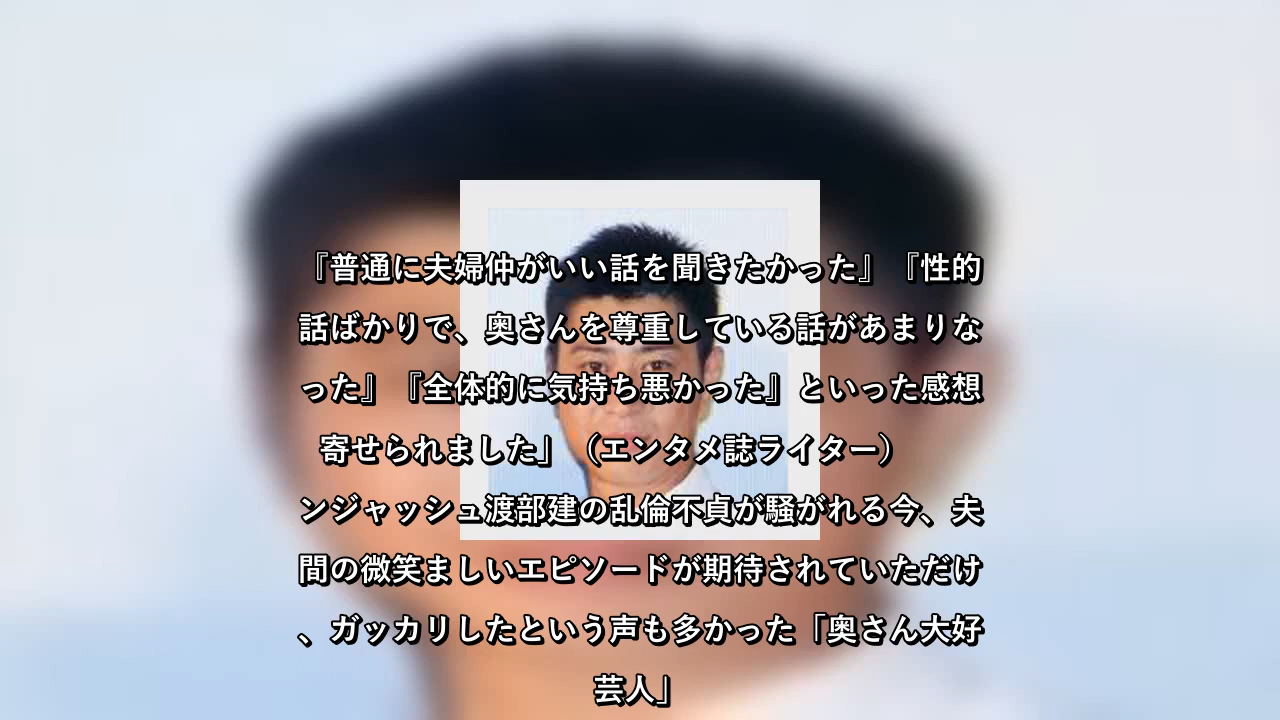 『普通に夫婦仲がいい話を聞きたかった』『性的
話ばかりで、奥さんを尊重している話があまりな
った』『全体的に気持ち悪かった』といった感想
寄せられました」（エンタメ誌ライター）
ンジャッシュ渡部建の乱倫不貞が騒がれる今、夫
間の微笑ましいエピソードが期待されていただけ
、ガッカリしたという声も多かった「奥さん大好
芸人」